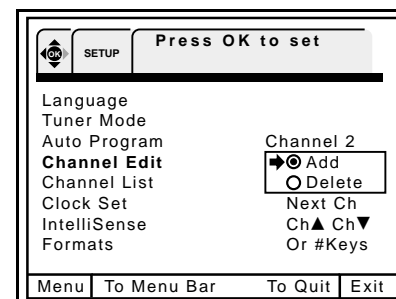 OK SETUP Press OK to set
Language
Tuner Mode
Auto Program Channel 2
Channel Edit Add
Channel List Delete
Clock Set Next Ch
IntelliSense Ch▲ Ch▼
Formats Or #Keys
Menu To Menu Bar To Quit Exit